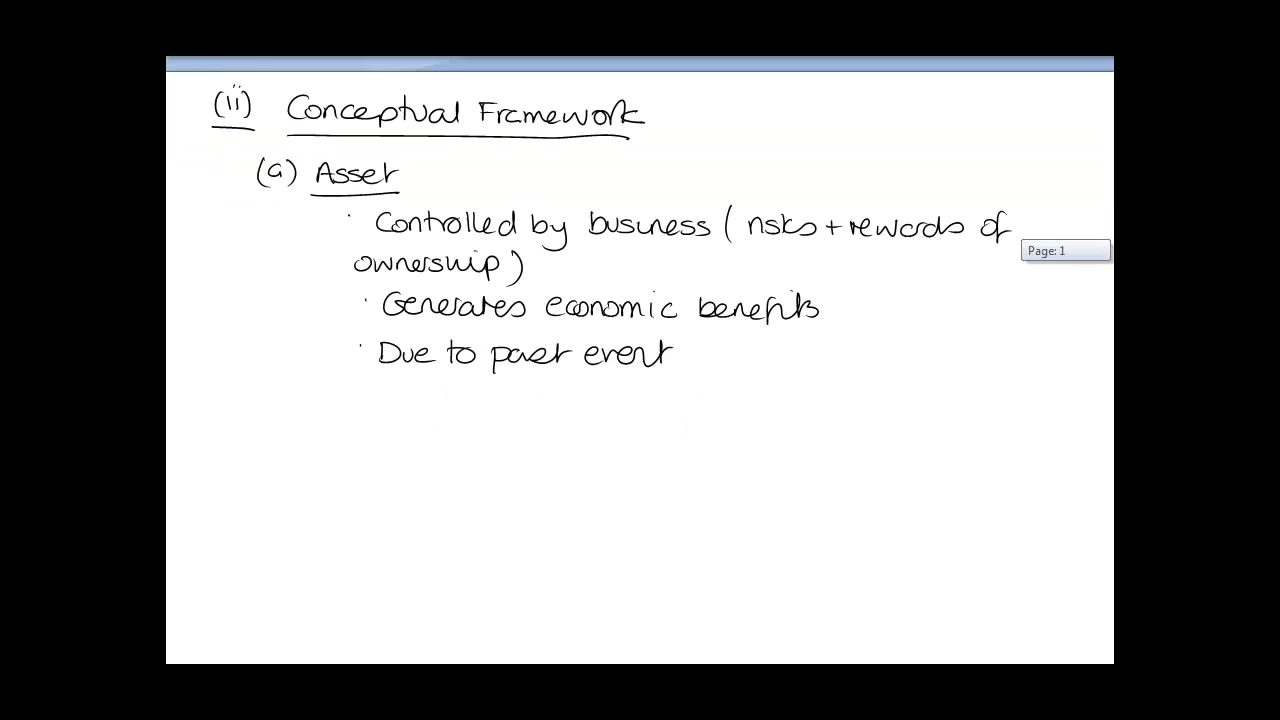 (ii) Conceptual Framework
(a) Asset
· Controlled by business (risks + rewards of
ownership)
· Generates economic benefits
· Due to past event
Page: 1